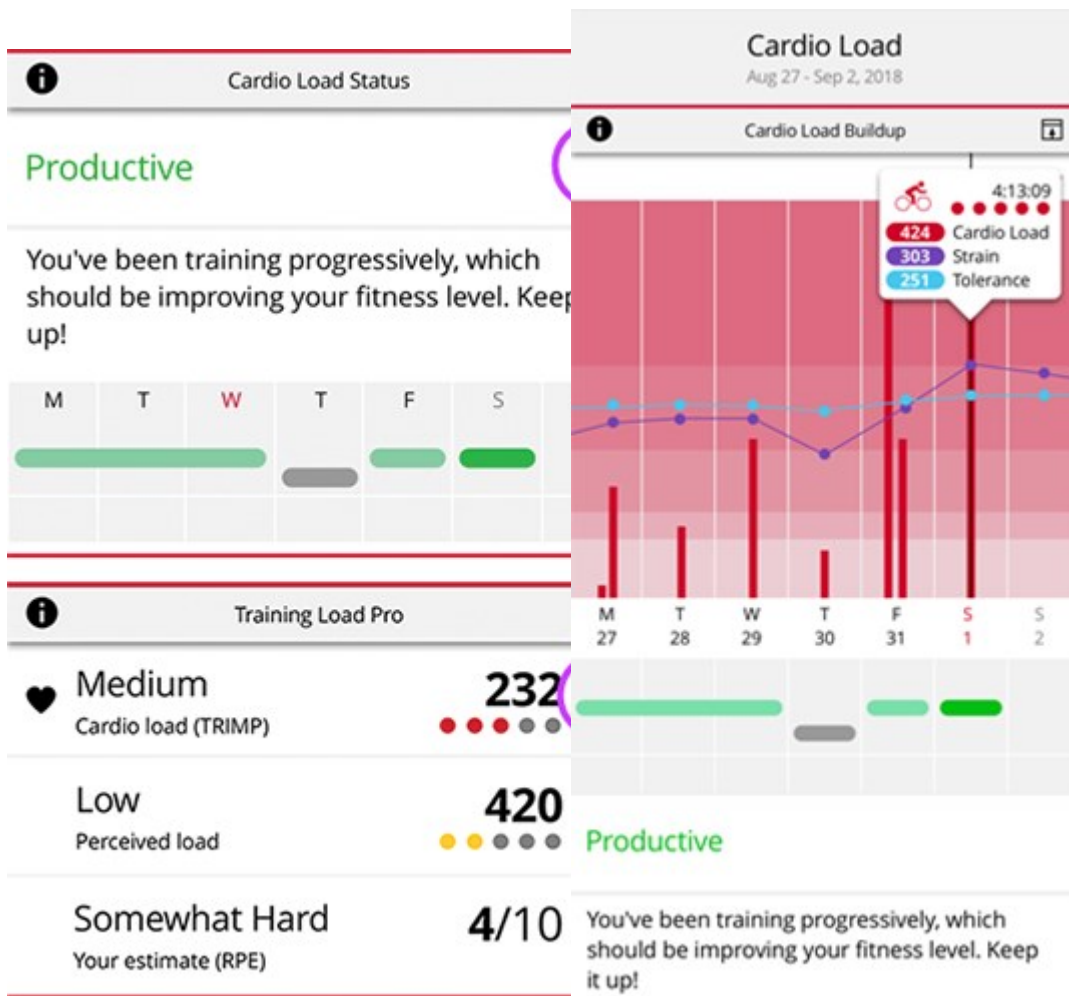 Cardio Load Status
Productive
You've been training progressively, which
should be improving your fitness level. Keep
up!
M T W T F S
Training Load Pro
Medium 232
Cardio load (TRIMP)
Low 420
Perceived load
Somewhat Hard 4/10
Your estimate (RPE)
Cardio Load
Aug 27 - Sep 2, 2018
Cardio Load Buildup
4:13:09
424 Cardio Load
303 Strain
251 Tolerance
M T W T F S S
27 28 29 30 31 1 2
Productive
You've been training progressively, which
should be improving your fitness level. Keep
it up!